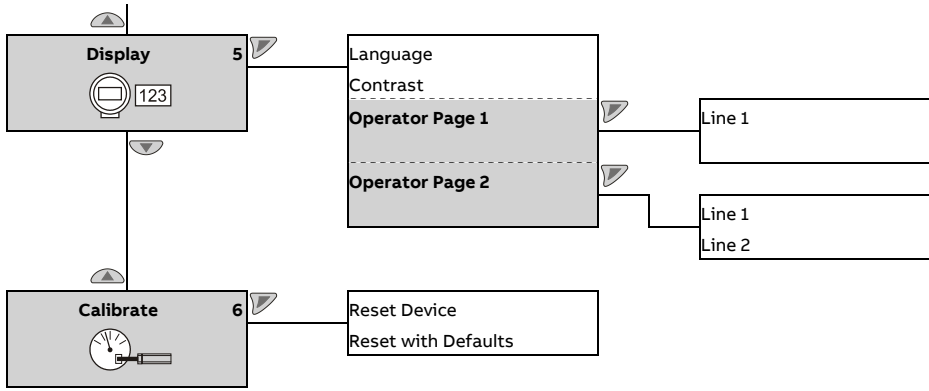 Display 5
123
Language
Contrast
Operator Page 1
Line 1
Operator Page 2
Line 1
Line 2
Calibrate 6
Reset Device
Reset with Defaults